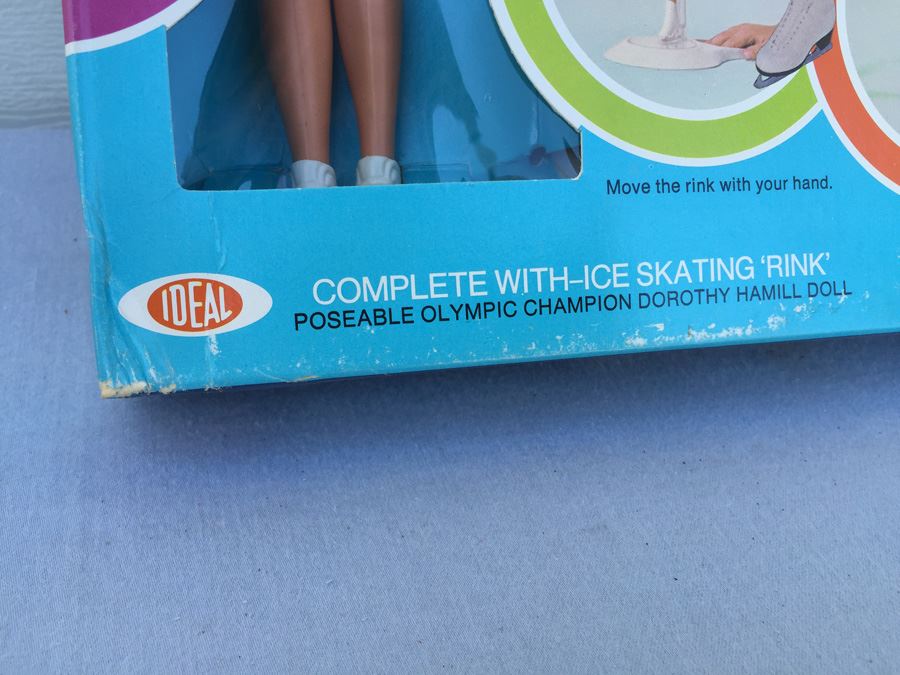 Move the rink with your hand.
IDEAL
COMPLETE WITH–ICE SKATING ‘RINK’
POSEABLE OLYMPIC CHAMPION DOROTHY HAMILL DOLL